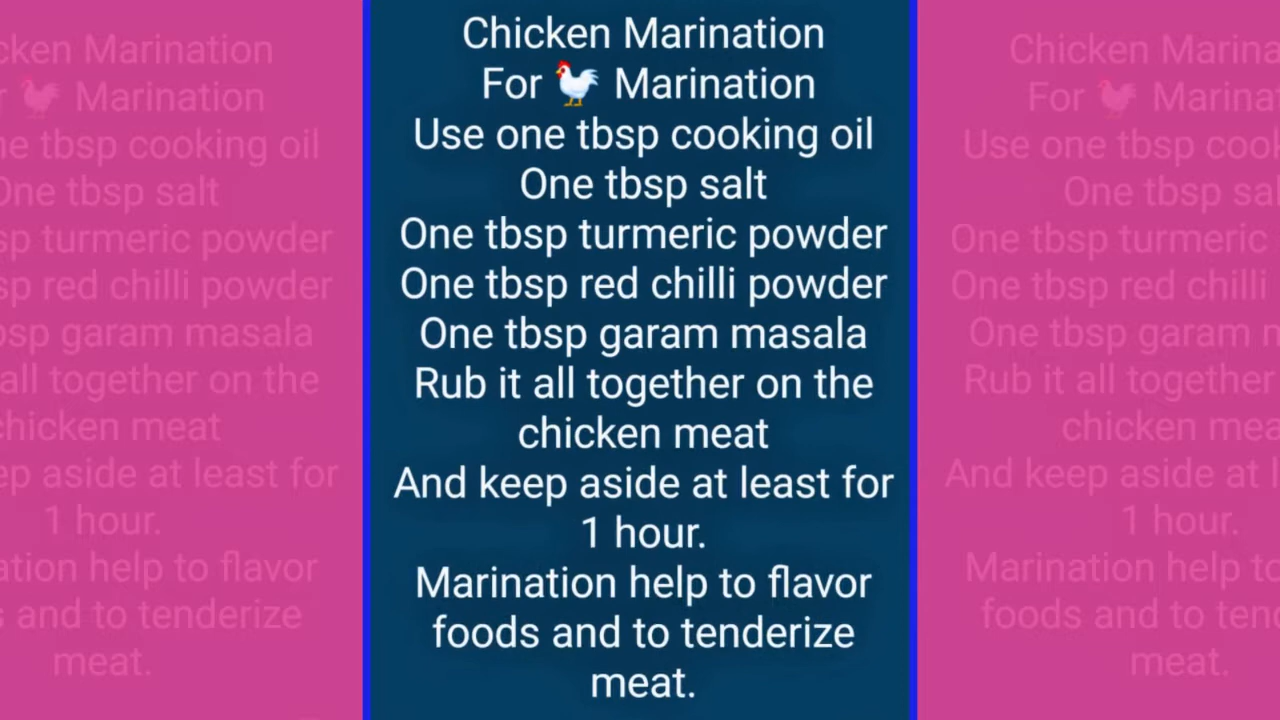 Chicken Marination
For 🐓 Marination
Use one tbsp cooking oil
One tbsp salt
One tbsp turmeric powder
One tbsp red chilli powder
One tbsp garam masala
Rub it all together on the
chicken meat
And keep aside at least for
1 hour.
Marination help to flavor
foods and to tenderize
meat.